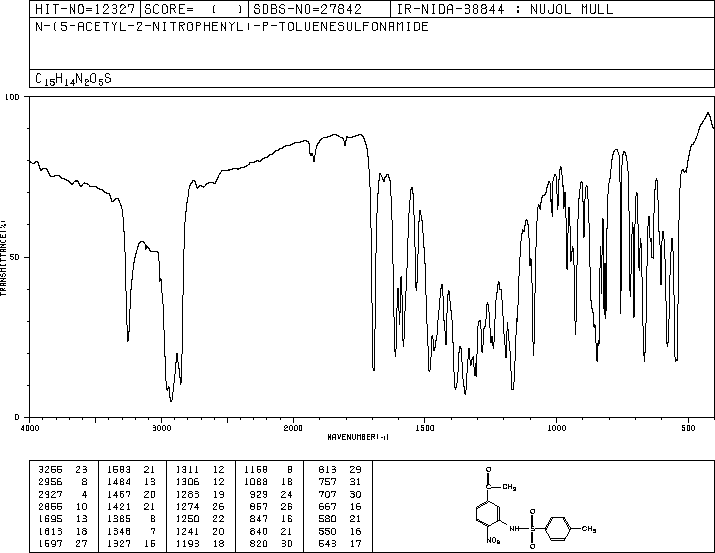 HIT-NO=12327 SCORE= ( ) SDBS-NO=27842 IR-NIDA-38844 : NUJOL MULL
N-(5-ACETYL-2-NITROPHENYL)-P-TOLUENESULFONAMIDE
C15H14N2O5S
100
50
0
TRANSMITTANCE(%)
4000 3000 2000 1500 1000 500
WAVENUMBER(-1)
3255 23 1583 21 1311 12 1168 8 813 29
2956 8 1484 13 1306 12 1088 18 757 31
2927 4 1467 20 1283 19 929 24 707 30
2855 10 1421 21 1274 26 867 26 667 16
1695 13 1385 8 1250 22 847 16 580 21
1613 18 1348 7 1241 20 840 21 550 16
1597 27 1327 16 1193 18 820 30 543 17
O
C CH3
O
NH S CH3
NO2 O